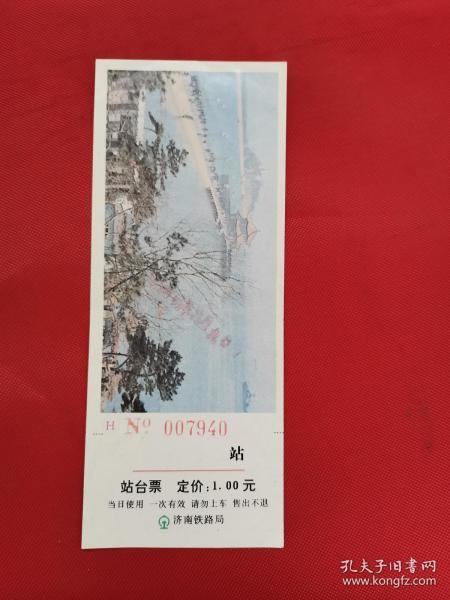 H No 007940
站
站台票 定价:1.00元
当日使用 一次有效 请勿上车 售出不退
济南铁路局
孔夫子旧书网
www.kongfz.com